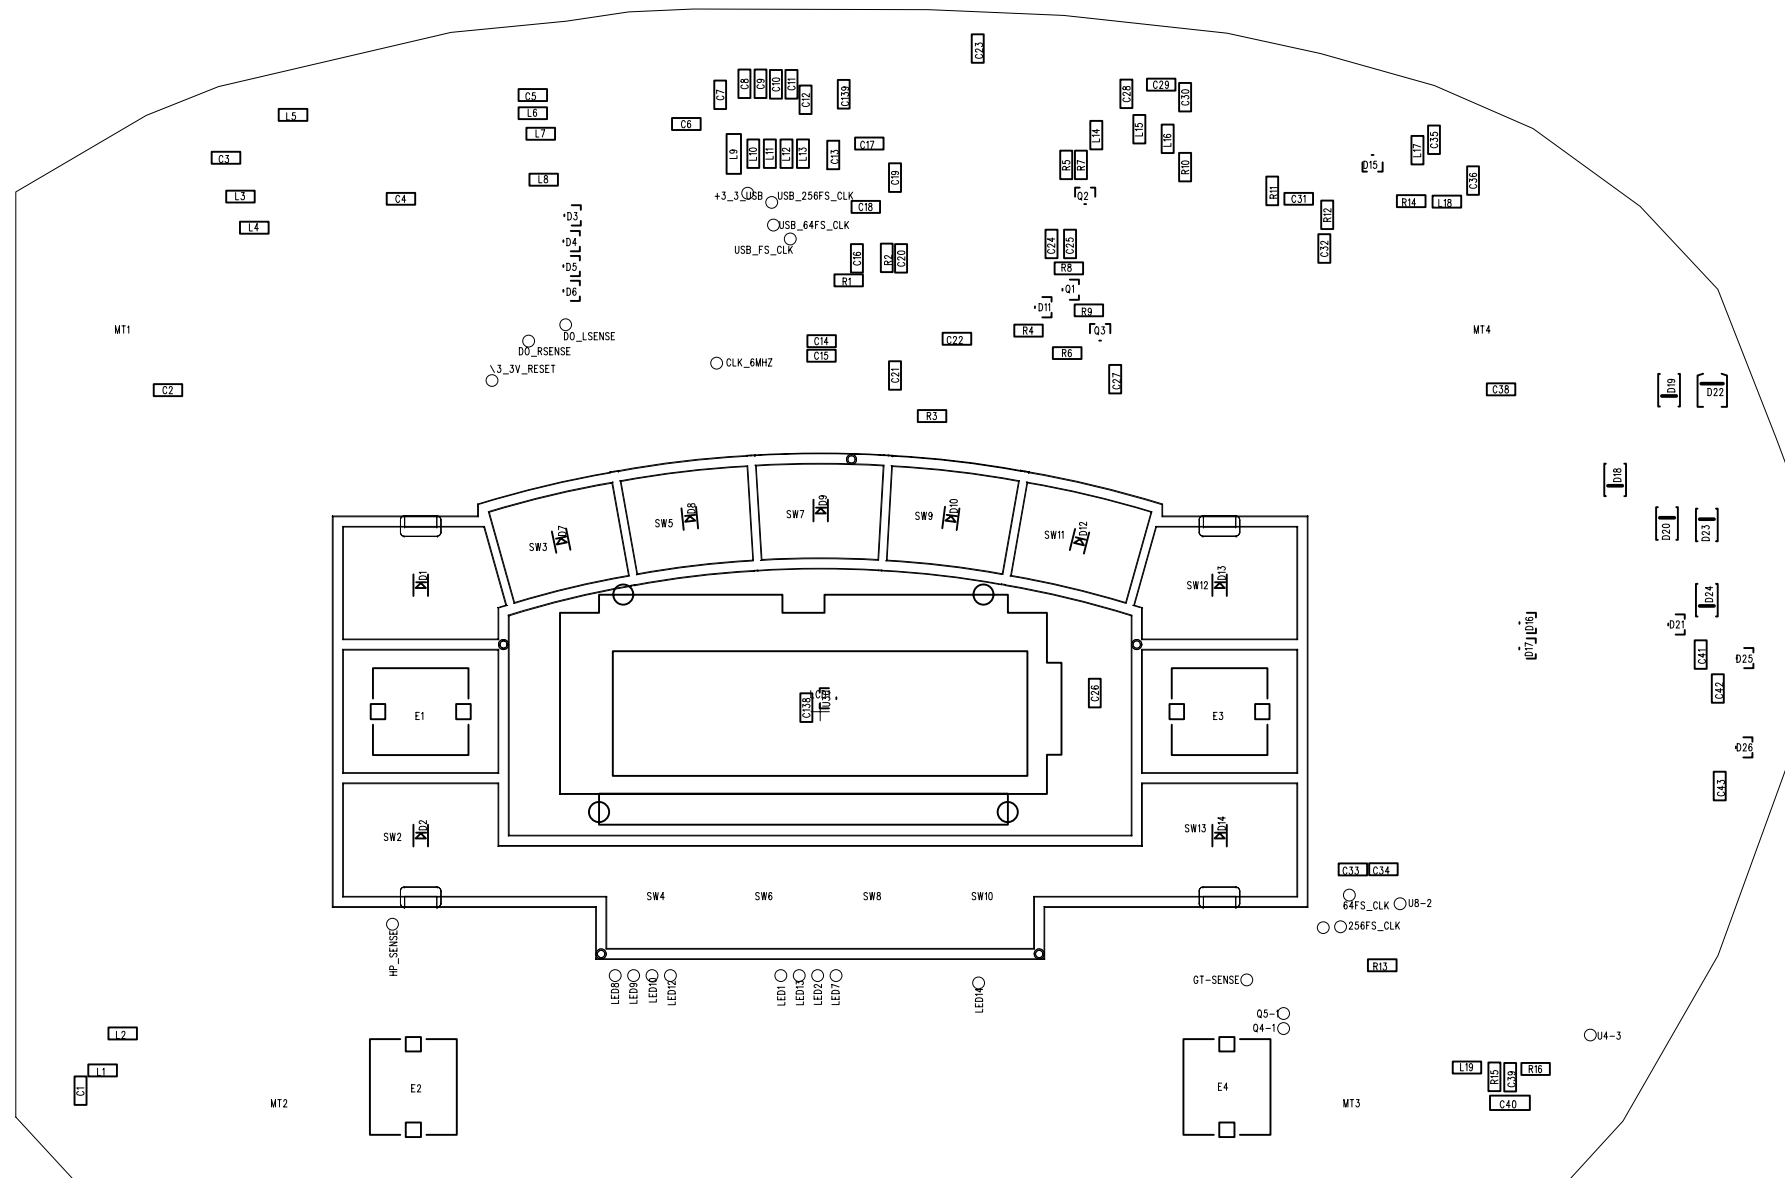 C23
C8
C9
C10
C11
C7
C12
C139
C28
C29
C30
C5
L6
L7
L5
C6
L14
L15
L16
L17
C35
C3
L9
L10
L11
L12
L13
C13
C17
R5
R7
R10
D15
L8
C19
C36
L3
C4
+3_3_USB
USB_256FS_CLK
Q2
R11
C31
R14
L18
C18
R12
D3
L4
USB_64FS_CLK
D4
USB_FS_CLK
C24
C25
C32
C16
R2
C20
D5
R8
R1
D6
Q1
D11
R9
MT1
R4
Q3
MT4
DO_LSENSE
C14
C22
DO_RSENSE
C15
R6
\3_3V_RESET
CLK_6MHZ
C21
C27
C2
C38
D19
D22
R3
D18
D9
SW7
D8
SW5
SW9
D10
D7
SW3
SW11
D12
D20
D23
D1
SW12
D13
D24
D16
D21
D17
C41
D25
C42
C138
C26
E1
E3
D26
C43
SW2
D2
SW13
D14
C33
C34
SW4
SW6
SW8
SW10
64FS_CLK
U8-2
256FS_CLK
HP_SENSE
R13
GT-SENSE
LED8
LED9
LED10
LED12
LED1
LED13
LED2
LED7
LED14
Q5-1
Q4-1
L2
U4-3
L1
L19
R15
C39
R16
C1
E2
E4
MT2
MT3
C40